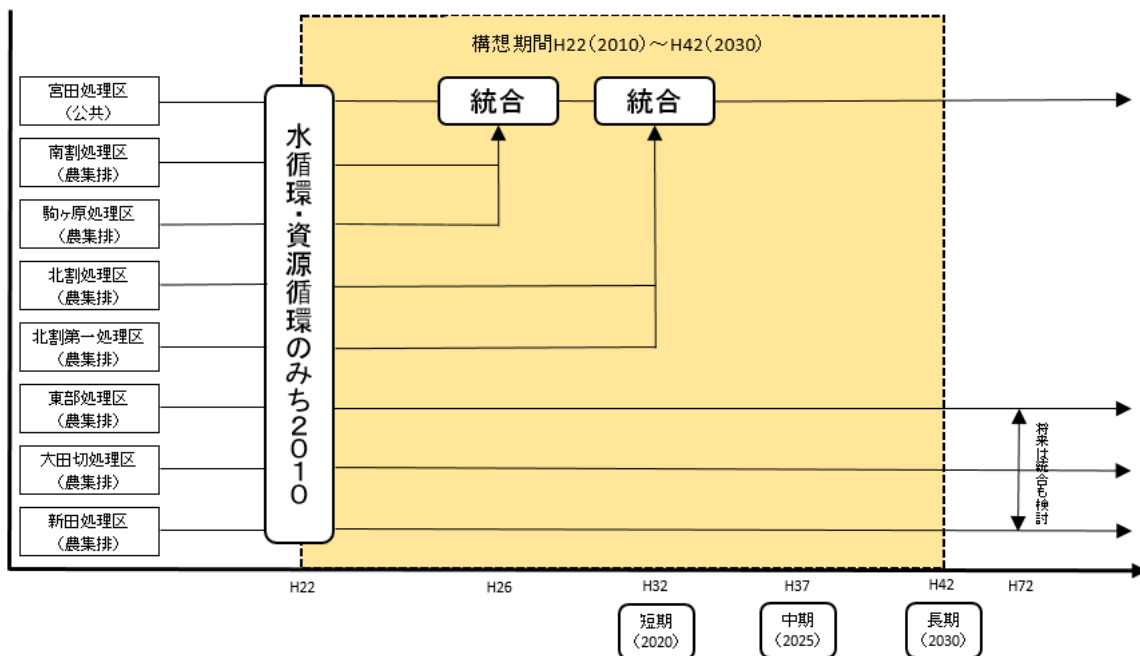 構想期間H22(2010)~H42(2030)
宮田処理区
(公共)
統合
統合
南割処理区
(農集排)
駒ヶ原処理区
(農集排)
北割処理区
(農集排)
北割第一処理区
(農集排)
東部処理区
(農集排)
大田切処理区
(農集排)
新田処理区
(農集排)
水循環・資源循環のみち2010
将来は統合も検討
H22
H26
H32
H37
H42
H72
短期
(2020)
中期
(2025)
長期
(2030)